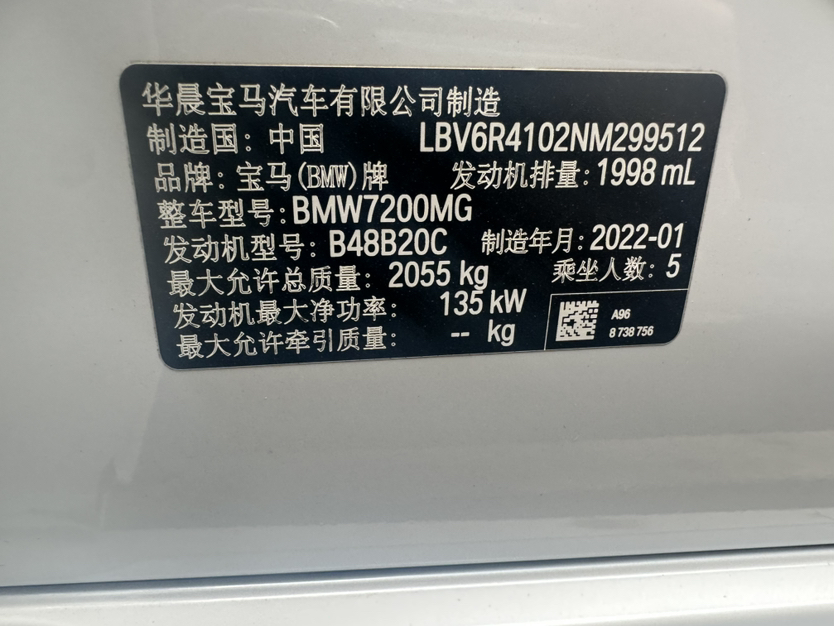 华晨宝马汽车有限公司制造
制造国: 中国 LBV6R4102NM299512
品牌: 宝马(BMW)牌 发动机排量: 1998 mL
整车型号: BMW7200MG
发动机型号: B48B20C 制造年月: 2022-01
最大允许总质量: 2055 kg 乘坐人数: 5
发动机最大净功率: 135 kW
最大允许牵引质量: -- kg
A96
8 738 756